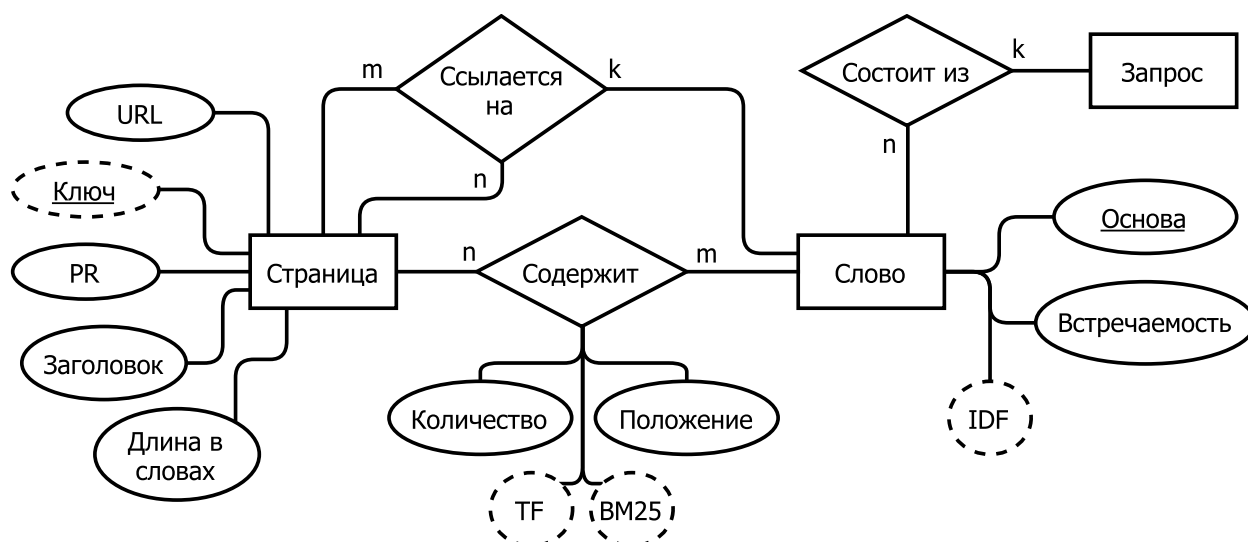 Ссылается
на
m
k
n
Состоит из
k
n
Запрос
URL
Ключ
PR
Заголовок
Длина в
словах
Страница
n
Содержит
m
Слово
Основа
Встречаемость
IDF
Количество
Положение
TF
BM25